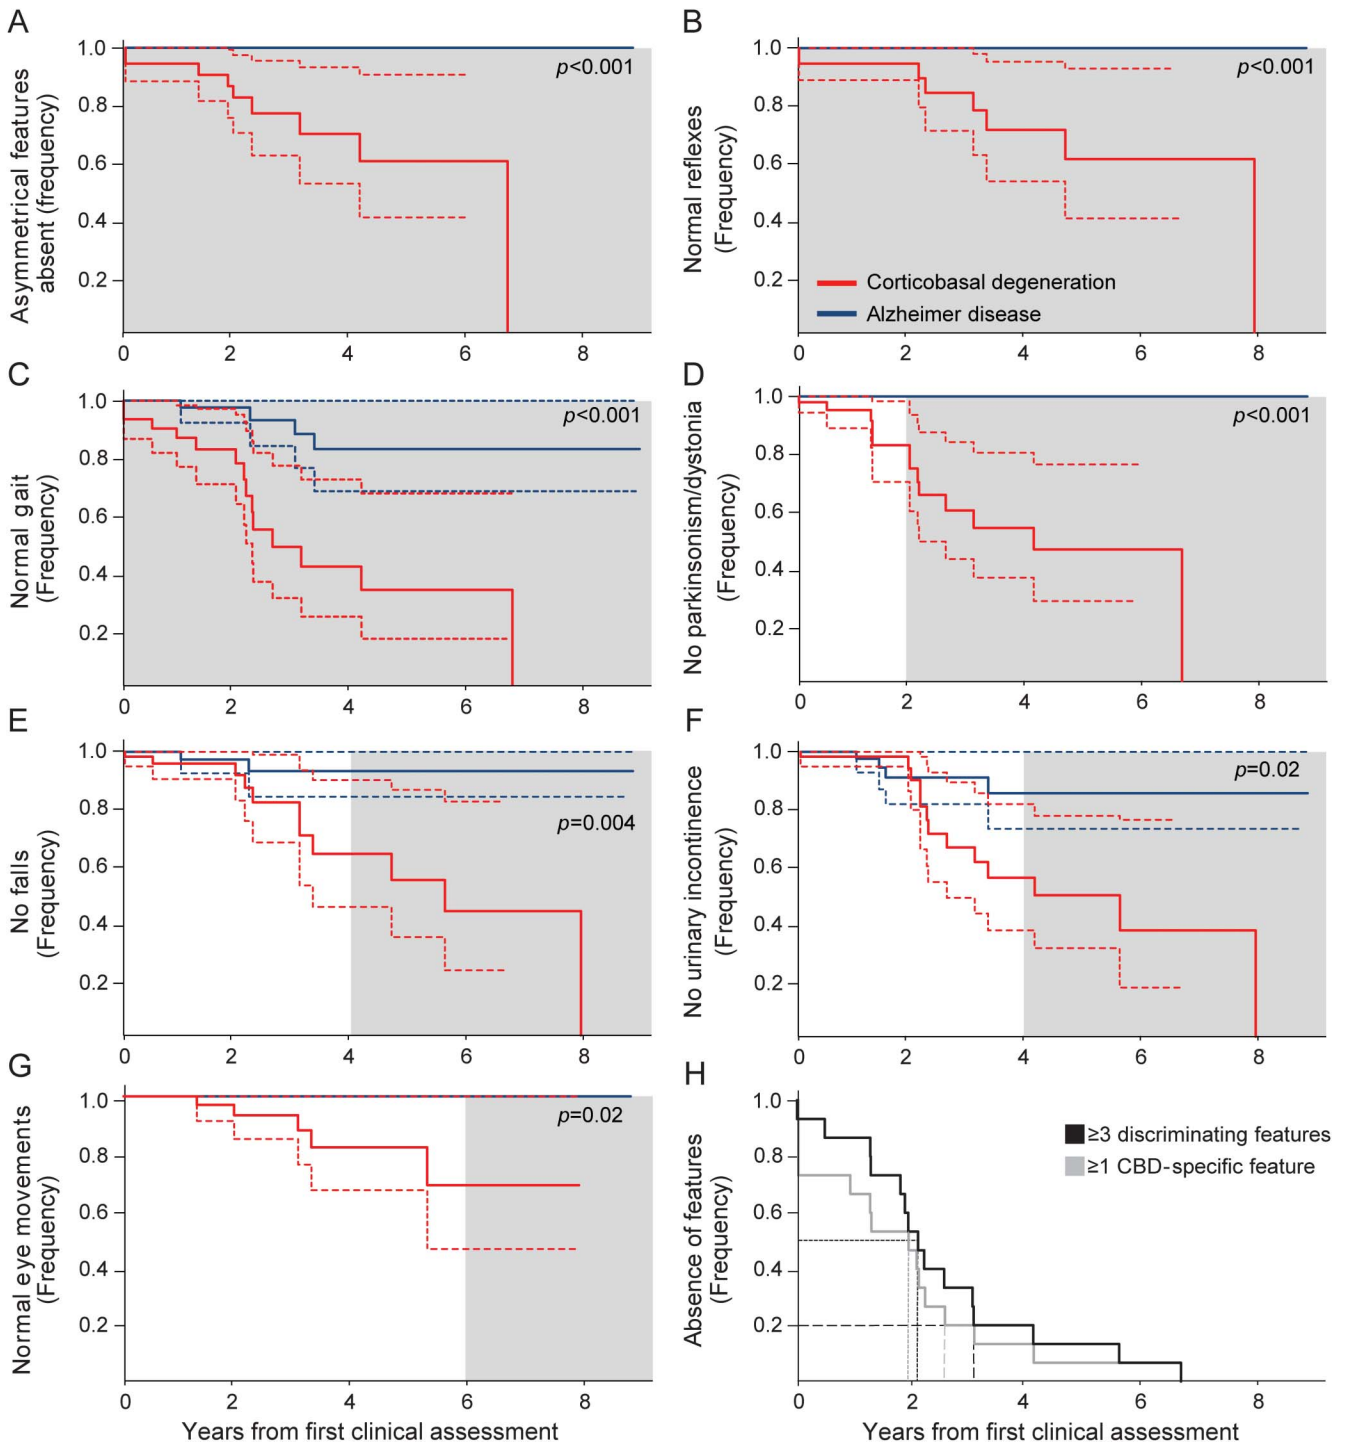 A
Asymmetrical features
absent (frequency)
1.0
0.8
0.6
0.4
0.2
p<0.001
0 2 4 6 8
B
Normal reflexes
(Frequency)
1.0
0.8
0.6
0.4
0.2
p<0.001
Corticobasal degeneration
Alzheimer disease
0 2 4 6 8
C
Normal gait
(Frequency)
1.0
0.8
0.6
0.4
0.2
p<0.001
0 2 4 6 8
D
No parkinsonism/dystonia
(Frequency)
1.0
0.8
0.6
0.4
0.2
p<0.001
0 2 4 6 8
E
No falls
(Frequency)
1.0
0.8
0.6
0.4
0.2
p=0.004
0 2 4 6 8
F
No urinary incontinence
(Frequency)
1.0
0.8
0.6
0.4
0.2
p=0.02
0 2 4 6 8
G
Normal eye movements
(Frequency)
1.0
0.8
0.6
0.4
0.2
p=0.02
0 2 4 6 8
Years from first clinical assessment
H
Absence of features
(Frequency)
1.0
0.8
0.6
0.4
0.2
≥3 discriminating features
≥1 CBD-specific feature
0 2 4 6 8
Years from first clinical assessment